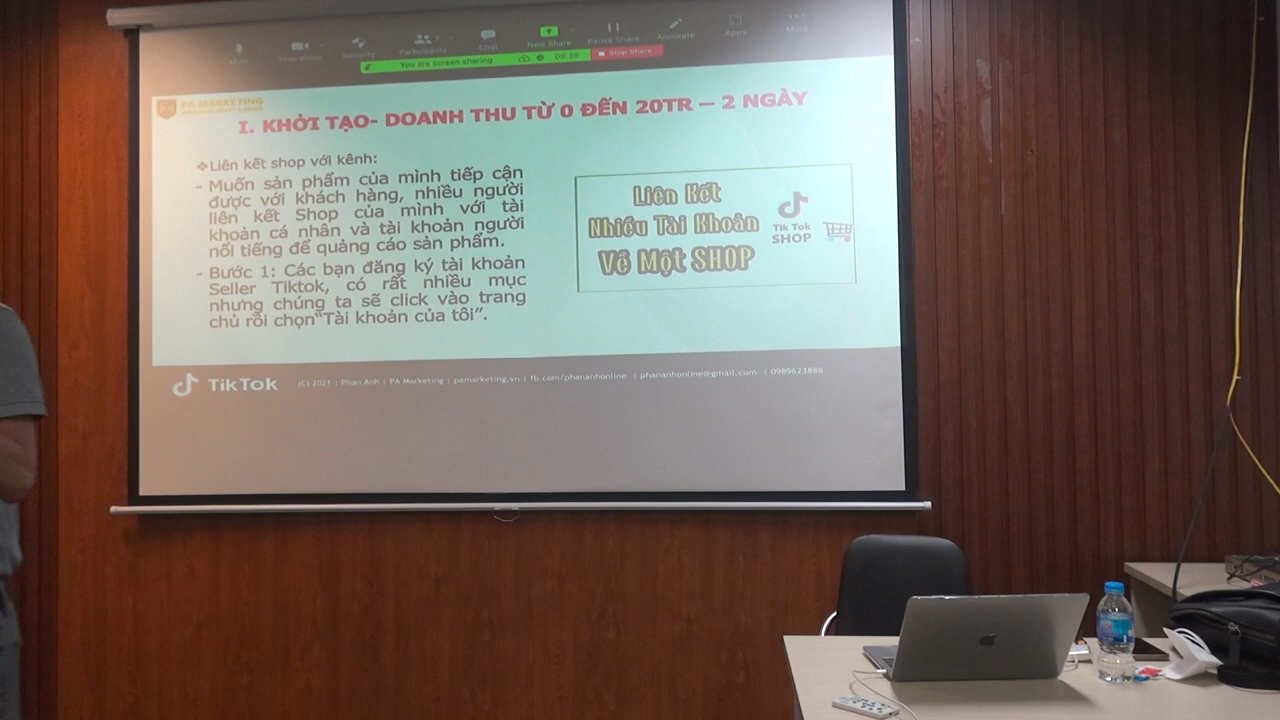 Mute
Stop Video
Security
Participants
Chat
New Share
Pause Share
Annotate
Apps
More
You are screen sharing
09:55
Stop Share
PA MARKETING
I. KHỞI TẠO- DOANH THU TỪ 0 ĐẾN 20TR – 2 NGÀY
❖Liên kết shop với kênh:
- Muốn sản phẩm của mình tiếp cận
được với khách hàng, nhiều người
liên kết Shop của mình với tài
khoản cá nhân và tài khoản người
nổi tiếng để quảng cáo sản phẩm.
- Bước 1: Các bạn đăng ký tài khoản
Seller Tiktok, có rất nhiều mục
nhưng chúng ta sẽ click vào trang
chủ rồi chọn“Tài khoản của tôi”.
Liên Kết
Nhiều Tài Khoản
Về Một SHOP
Tik Tok
SHOP
TikTok
(C) 2021 | Phan Anh | PA Marketing | pamarketing.vn | fb.com/phananhonline | phananhonline@gmail.com | 0989623888